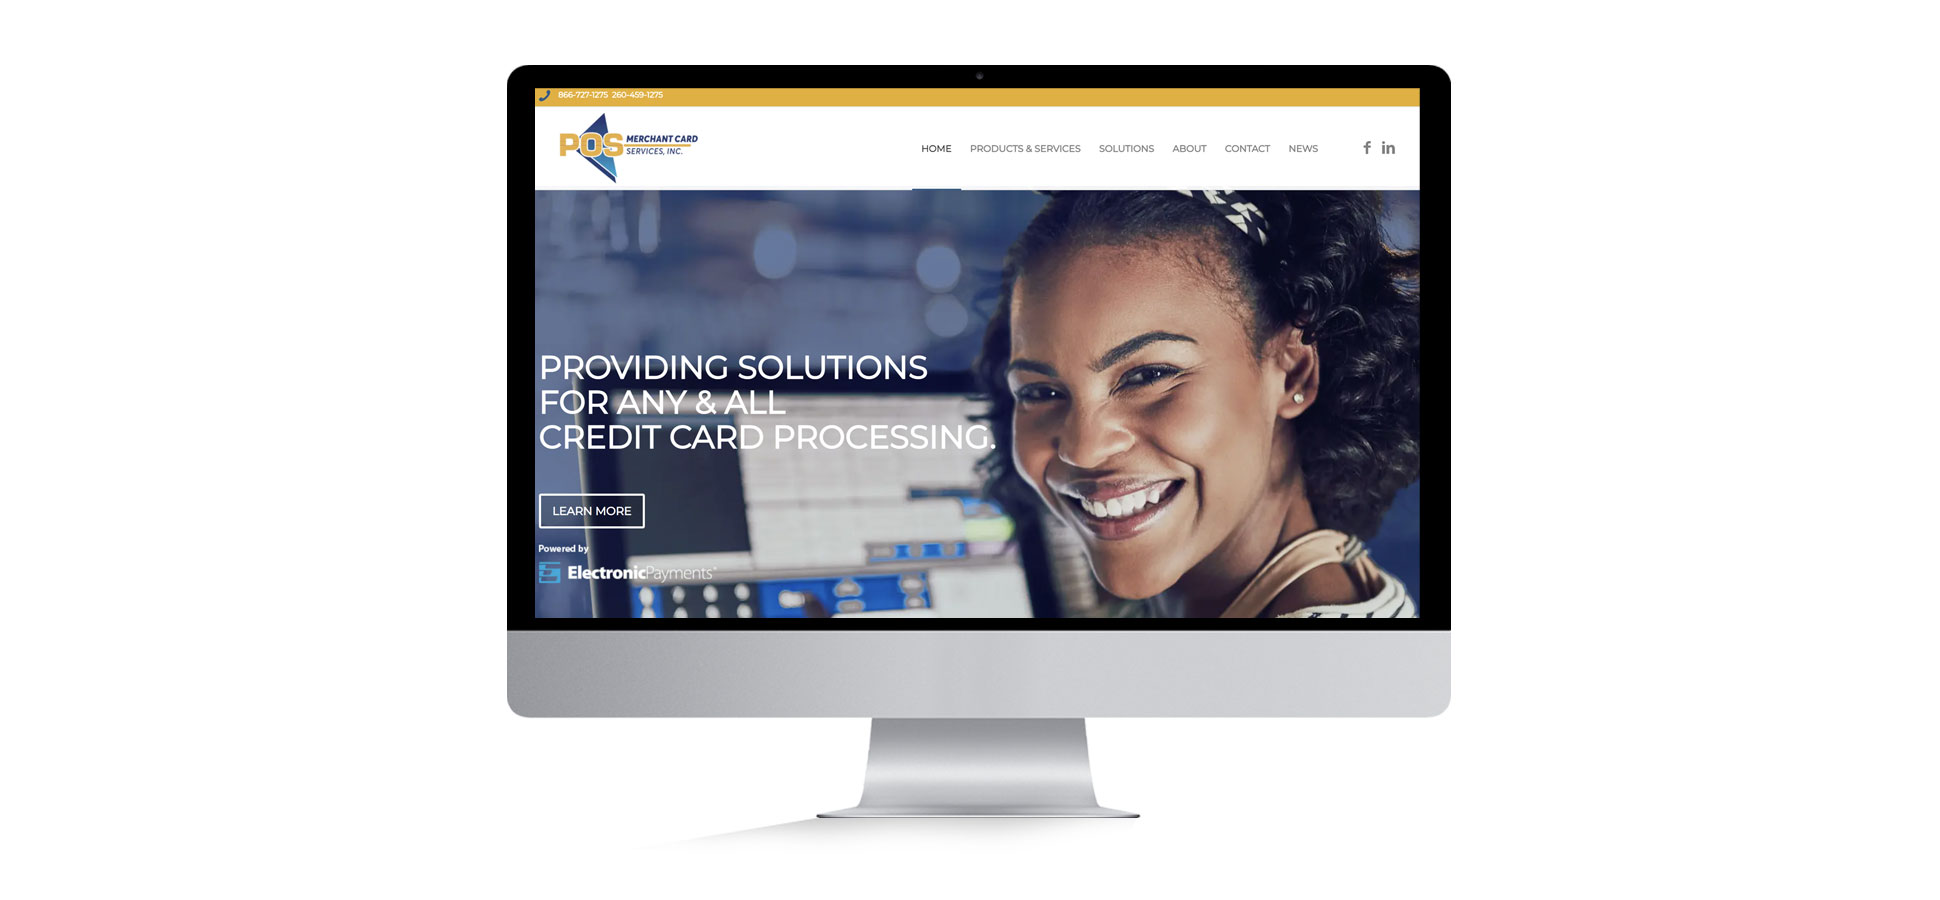 866-727-1275 260-459-1275
POS MERCHANT CARD
SERVICES, INC.
HOME PRODUCTS & SERVICES SOLUTIONS ABOUT CONTACT NEWS
PROVIDING SOLUTIONS
FOR ANY & ALL
CREDIT CARD PROCESSING.
LEARN MORE
Powered by
ElectronicPayments